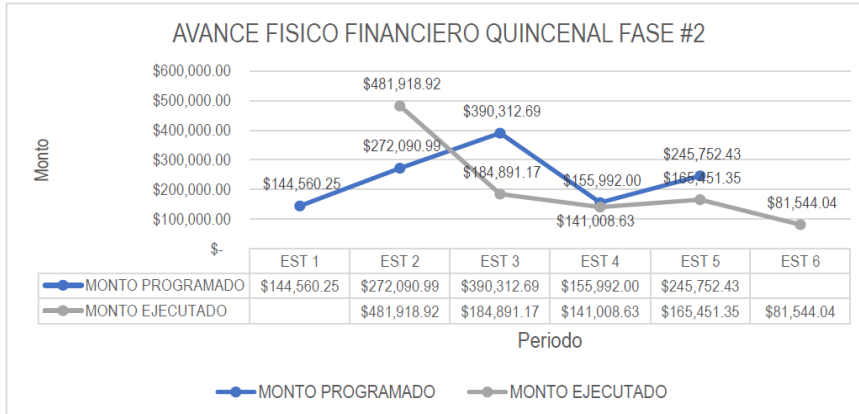 AVANCE FISICO FINANCIERO QUINCENAL FASE #2
Monto
$600,000.00
$500,000.00
$400,000.00
$300,000.00
$200,000.00
$100,000.00
$-
$144,560.25
$272,090.99
$390,312.69
$155,992.00
$245,752.43
$481,918.92
$184,891.17
$141,008.63
$165,451.35
$81,544.04
EST 1 EST 2 EST 3 EST 4 EST 5 EST 6
MONTO PROGRAMADO $144,560.25 $272,090.99 $390,312.69 $155,992.00 $245,752.43
MONTO EJECUTADO $481,918.92 $184,891.17 $141,008.63 $165,451.35 $81,544.04
Periodo
MONTO PROGRAMADO MONTO EJECUTADO